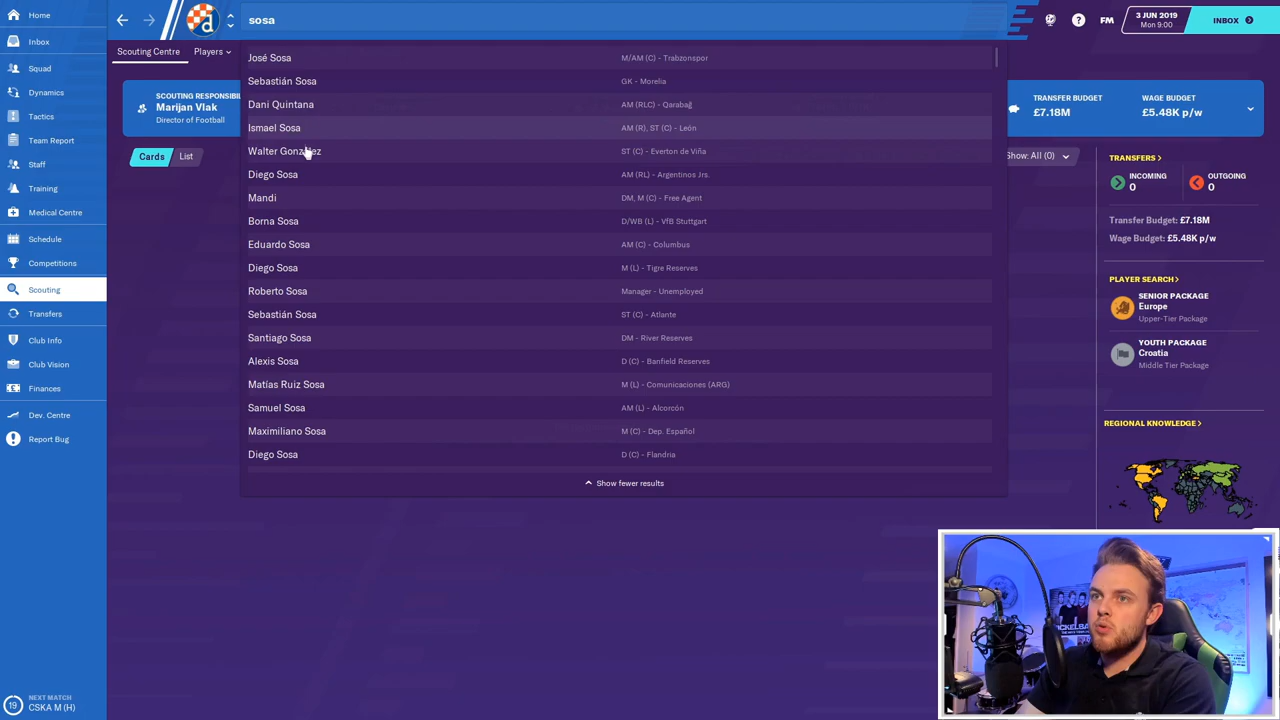 Home
Inbox
Squad
Dynamics
Tactics
Team Report
Staff
Training
Medical Centre
Schedule
Competitions
Scouting
Transfers
Club Info
Club Vision
Finances
Dev. Centre
Report Bug
19
NEXT MATCH
CSKA M (H)
sosa
FM
3 JUN 2019
Mon 9:00
INBOX
Scouting Centre
Players
SCOUTING RESPONSIBIL
Marijan Vlak
Director of Football
Cards
List
José Sosa
M/AM (C) - Trabzonspor
Sebastián Sosa
GK - Morelia
Dani Quintana
AM (RLC) - Qarabağ
Ismael Sosa
AM (R), ST (C) - León
Walter González
ST (C) - Everton de Viña
Diego Sosa
AM (RL) - Argentinos Jrs.
Mandi
DM, M (C) - Free Agent
Borna Sosa
D/WB (L) - VfB Stuttgart
Eduardo Sosa
AM (C) - Columbus
Diego Sosa
M (L) - Tigre Reserves
Roberto Sosa
Manager - Unemployed
Sebastián Sosa
ST (C) - Atlante
Santiago Sosa
DM - River Reserves
Alexis Sosa
D (C) - Banfield Reserves
Matías Ruiz Sosa
M (L) - Comunicaciones (ARG)
Samuel Sosa
AM (L) - Alcorcón
Maximiliano Sosa
M (C) - Dep. Español
Diego Sosa
D (C) - Flandria
Show fewer results
TRANSFER BUDGET
£7.18M
WAGE BUDGET
£5.48K p/w
Show: All (0)
TRANSFERS
INCOMING
0
OUTGOING
0
Transfer Budget: £7.18M
Wage Budget: £5.48K p/w
PLAYER SEARCH
SENIOR PACKAGE
Europe
Upper-Tier Package
YOUTH PACKAGE
Croatia
Middle Tier Package
REGIONAL KNOWLEDGE